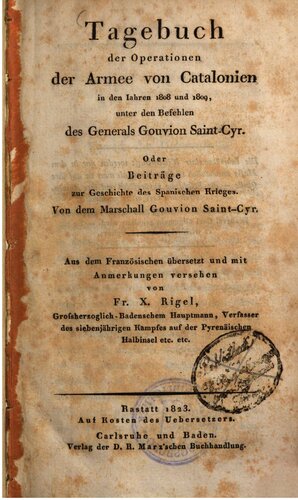 Tagebuch
der Operationen
der Armee von Catalonien
in den Iahren 1808 und 1809,
unter den Befehlen
des Generals Gouvion Saint-Cyr.
Oder
Beiträge
zur Geschichte des Spanischen Krieges.
Von dem Marschall Gouvion Saint-Cyr.
Aus dem Französischen übersetzt und mit
Anmerkungen versehen
von
Fr. X. Rigel,
Grofsherzoglich-Badenschem Hauptmann, Verfasser
des siebenjährigen Kampfes auf der Pyrenäischen
Halbinsel etc. etc.
Rastatt 1823.
Auf Kosten des Uebersetzers.
Carlsruhe und Baden.
Verlag der D. R. Marx'schen Buchhandlung.